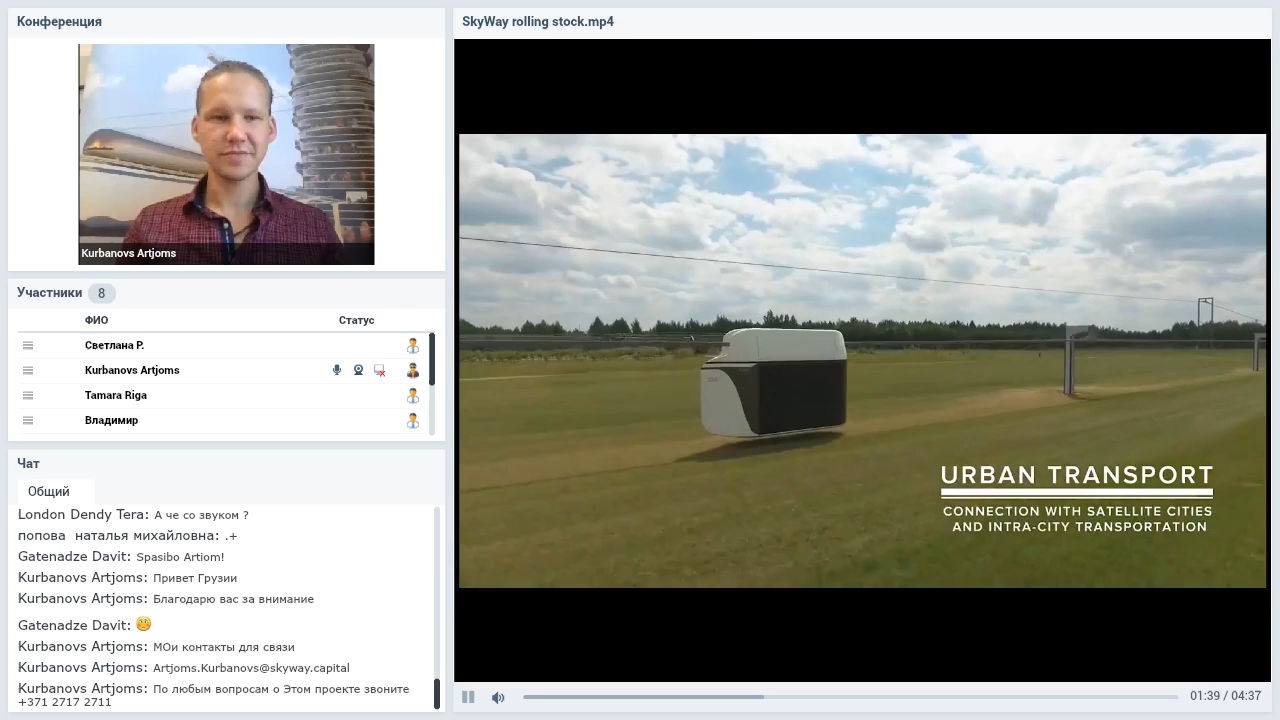 Конференция
Kurbanovs Artjoms
Участники 8
ФИО Статус
Светлана Р.
Kurbanovs Artjoms
Tamara Riga
Владимир
Чат
Общий
London Dendy Tera: А че со звуком ?
попова наталья михайловна: .+
Gatenadze Davit: Spasibo Artiom!
Kurbanovs Artjoms: Привет Грузии
Kurbanovs Artjoms: Благодарю вас за внимание
Gatenadze Davit:
Kurbanovs Artjoms: МОи контакты для связи
Kurbanovs Artjoms: Artjoms.Kurbanovs@skyway.capital
Kurbanovs Artjoms: По любым вопросам о Этом проекте звоните
+371 2717 2711
SkyWay rolling stock.mp4
URBAN TRANSPORT
CONNECTION WITH SATELLITE CITIES
AND INTRA-CITY TRANSPORTATION
01:39 / 04:37